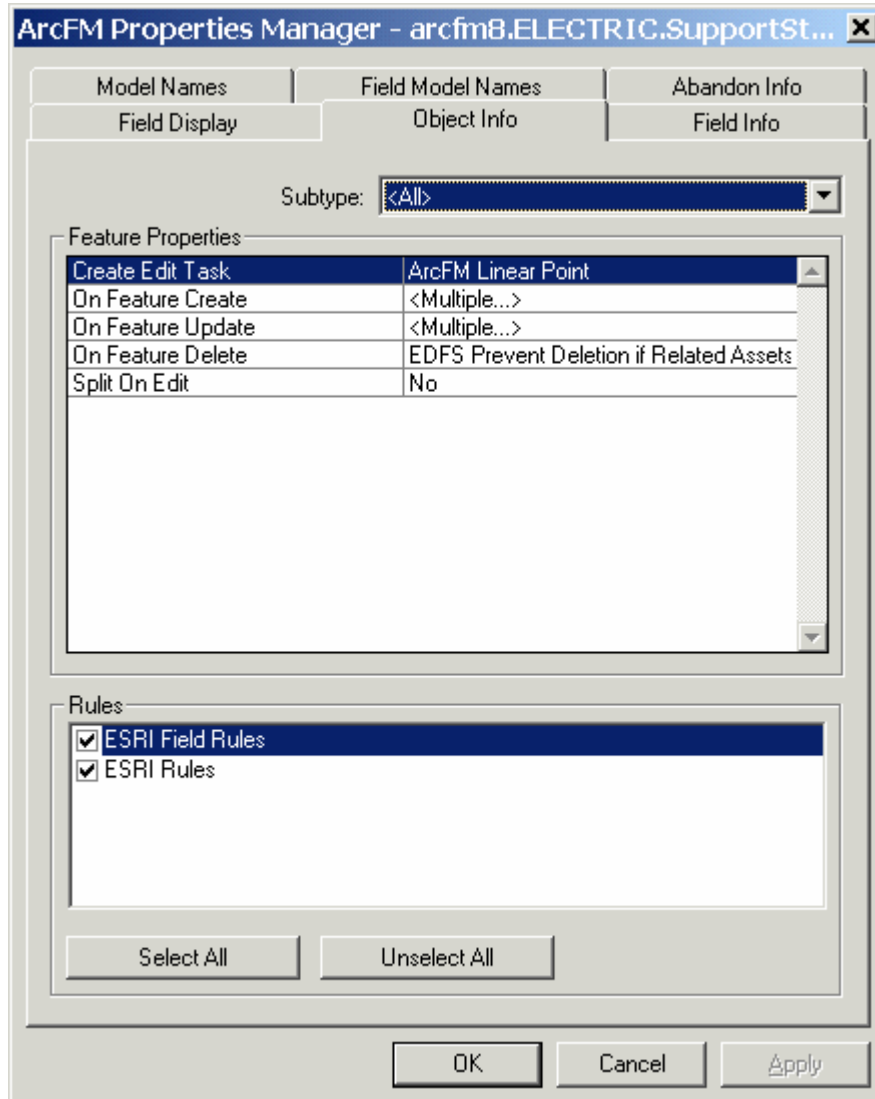 ArcFM Properties Manager - arcfm8.ELECTRIC.SupportSt...
Model Names Field Model Names Abandon Info
Field Display Object Info Field Info
Subtype: <All>
Feature Properties
Create Edit Task ArcFM Linear Point
On Feature Create <Multiple...>
On Feature Update <Multiple...>
On Feature Delete EDFS Prevent Deletion if Related Assets
Split On Edit No
Rules
ESRI Field Rules
ESRI Rules
Select All Unselect All
OK Cancel Apply